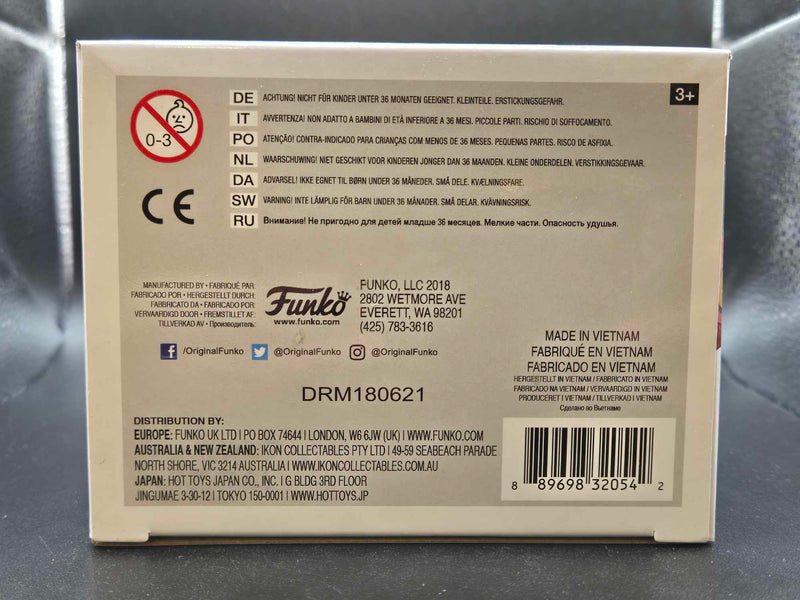 0-3
3+
DE ACHTUNG! NICHT FÜR KINDER UNTER 36 MONATEN GEEIGNET. KLEINTEILE. ERSTICKUNGSGEFAHR.
IT AVVERTENZA! NON ADATTO A BAMBINI DI ETÀ INFERIORE A 36 MESI. PICCOLE PARTI. RISCHIO DI SOFFOCAMENTO.
PO ATENÇÃO! CONTRA-INDICADO PARA CRIANÇAS COM MENOS DE 36 MESES. PEQUENAS PARTES. RISCO DE ASFIXIA.
NL WAARSCHUWING! NIET GESCHIKT VOOR KINDEREN JONGER DAN 36 MAANDEN. KLEINE ONDERDELEN. VERSTIKKINGSGEVAAR.
DA ADVARSEL! IKKE EGNET TIL BØRN UNDER 36 MÅNEDER. SMÅ DELE. KVÆLNINGSFARE.
SW VARNING! INTE LÄMPLIG FÖR BARN UNDER 36 MÅNADER. SMÅ DELAR. KVÄVNINGSRISK.
RU Внимание! Не пригодно для детей младше 36 месяцев. Мелкие части. Опасность удушья.
CE
MANUFACTURED BY • FABRIQUÉ PAR:
FABRICADO POR • HERGESTELLT DURCH:
FABBRICATO DA • FABRICADO POR:
VERVAARDIGD DOOR • FREMSTILLET AF:
TILLVERKAD AV • Производитель:
Funko
www.funko.com
FUNKO, LLC 2018
2802 WETMORE AVE
EVERETT, WA 98201
(425) 783-3616
/OriginalFunko @OriginalFunko @OriginalFunko
DRM180621
MADE IN VIETNAM
FABRIQUÉ EN VIETNAM
FABRICADO EN VIETNAM
HERGESTELLT IN VIETNAM / FABBRICATO IN VIETNAM
FABRICADO NA VIETNAM / VERVAARDIGD IN VIETNAM
PRODUCERET I VIETNAM / TILLVERKAD I VIETNAM
Сделано во Вьетнаме
DISTRIBUTION BY:
EUROPE: FUNKO UK LTD I PO BOX 74644 I LONDON, W6 6JW (UK) I WWW.FUNKO.COM
AUSTRALIA & NEW ZEALAND: IKON COLLECTABLES PTY LTD I 49-59 SEABEACH PARADE
NORTH SHORE, VIC 3214 AUSTRALIA I WWW.IKONCOLLECTABLES.COM.AU
JAPAN: HOT TOYS JAPAN CO., INC. I G BLDG 3RD FLOOR
JINGUMAE 3-30-12 I TOKYO 150-0001 I WWW.HOTTOYS.JP
8 89698 32054 2